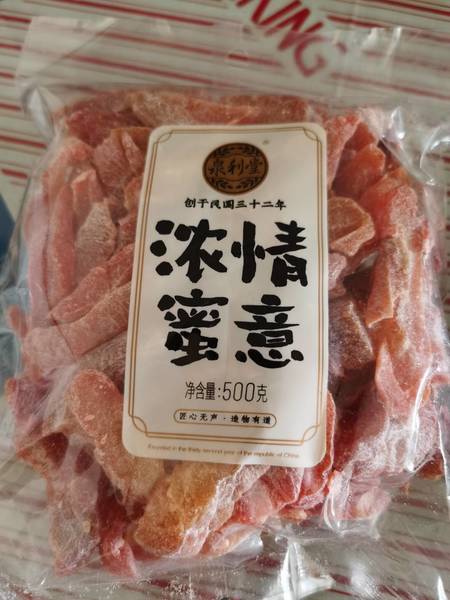 KING
泉利堂
创于民国三十二年
浓情
蜜意
净含量:500克
匠心无声·造物有道
Founded in the thirty second year of the republic of China